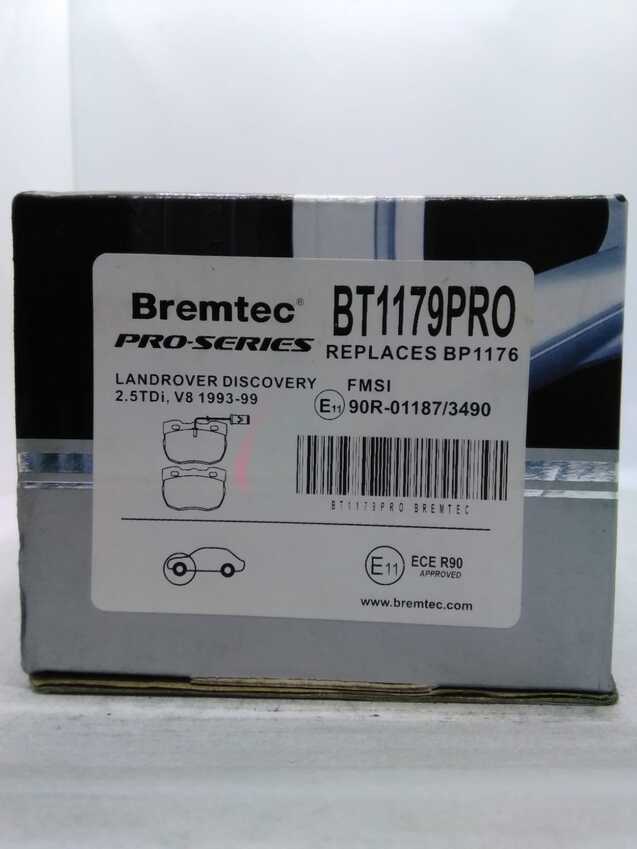 Bremtec®
PRO-SERIES
BT1179PRO
REPLACES BP1176
LANDROVER DISCOVERY
2.5TDi, V8 1993-99
FMSI
E11 90R-01187/3490
BT1179PRO BREMTEC
E11 ECE R90
APPROVED
www.bremtec.com